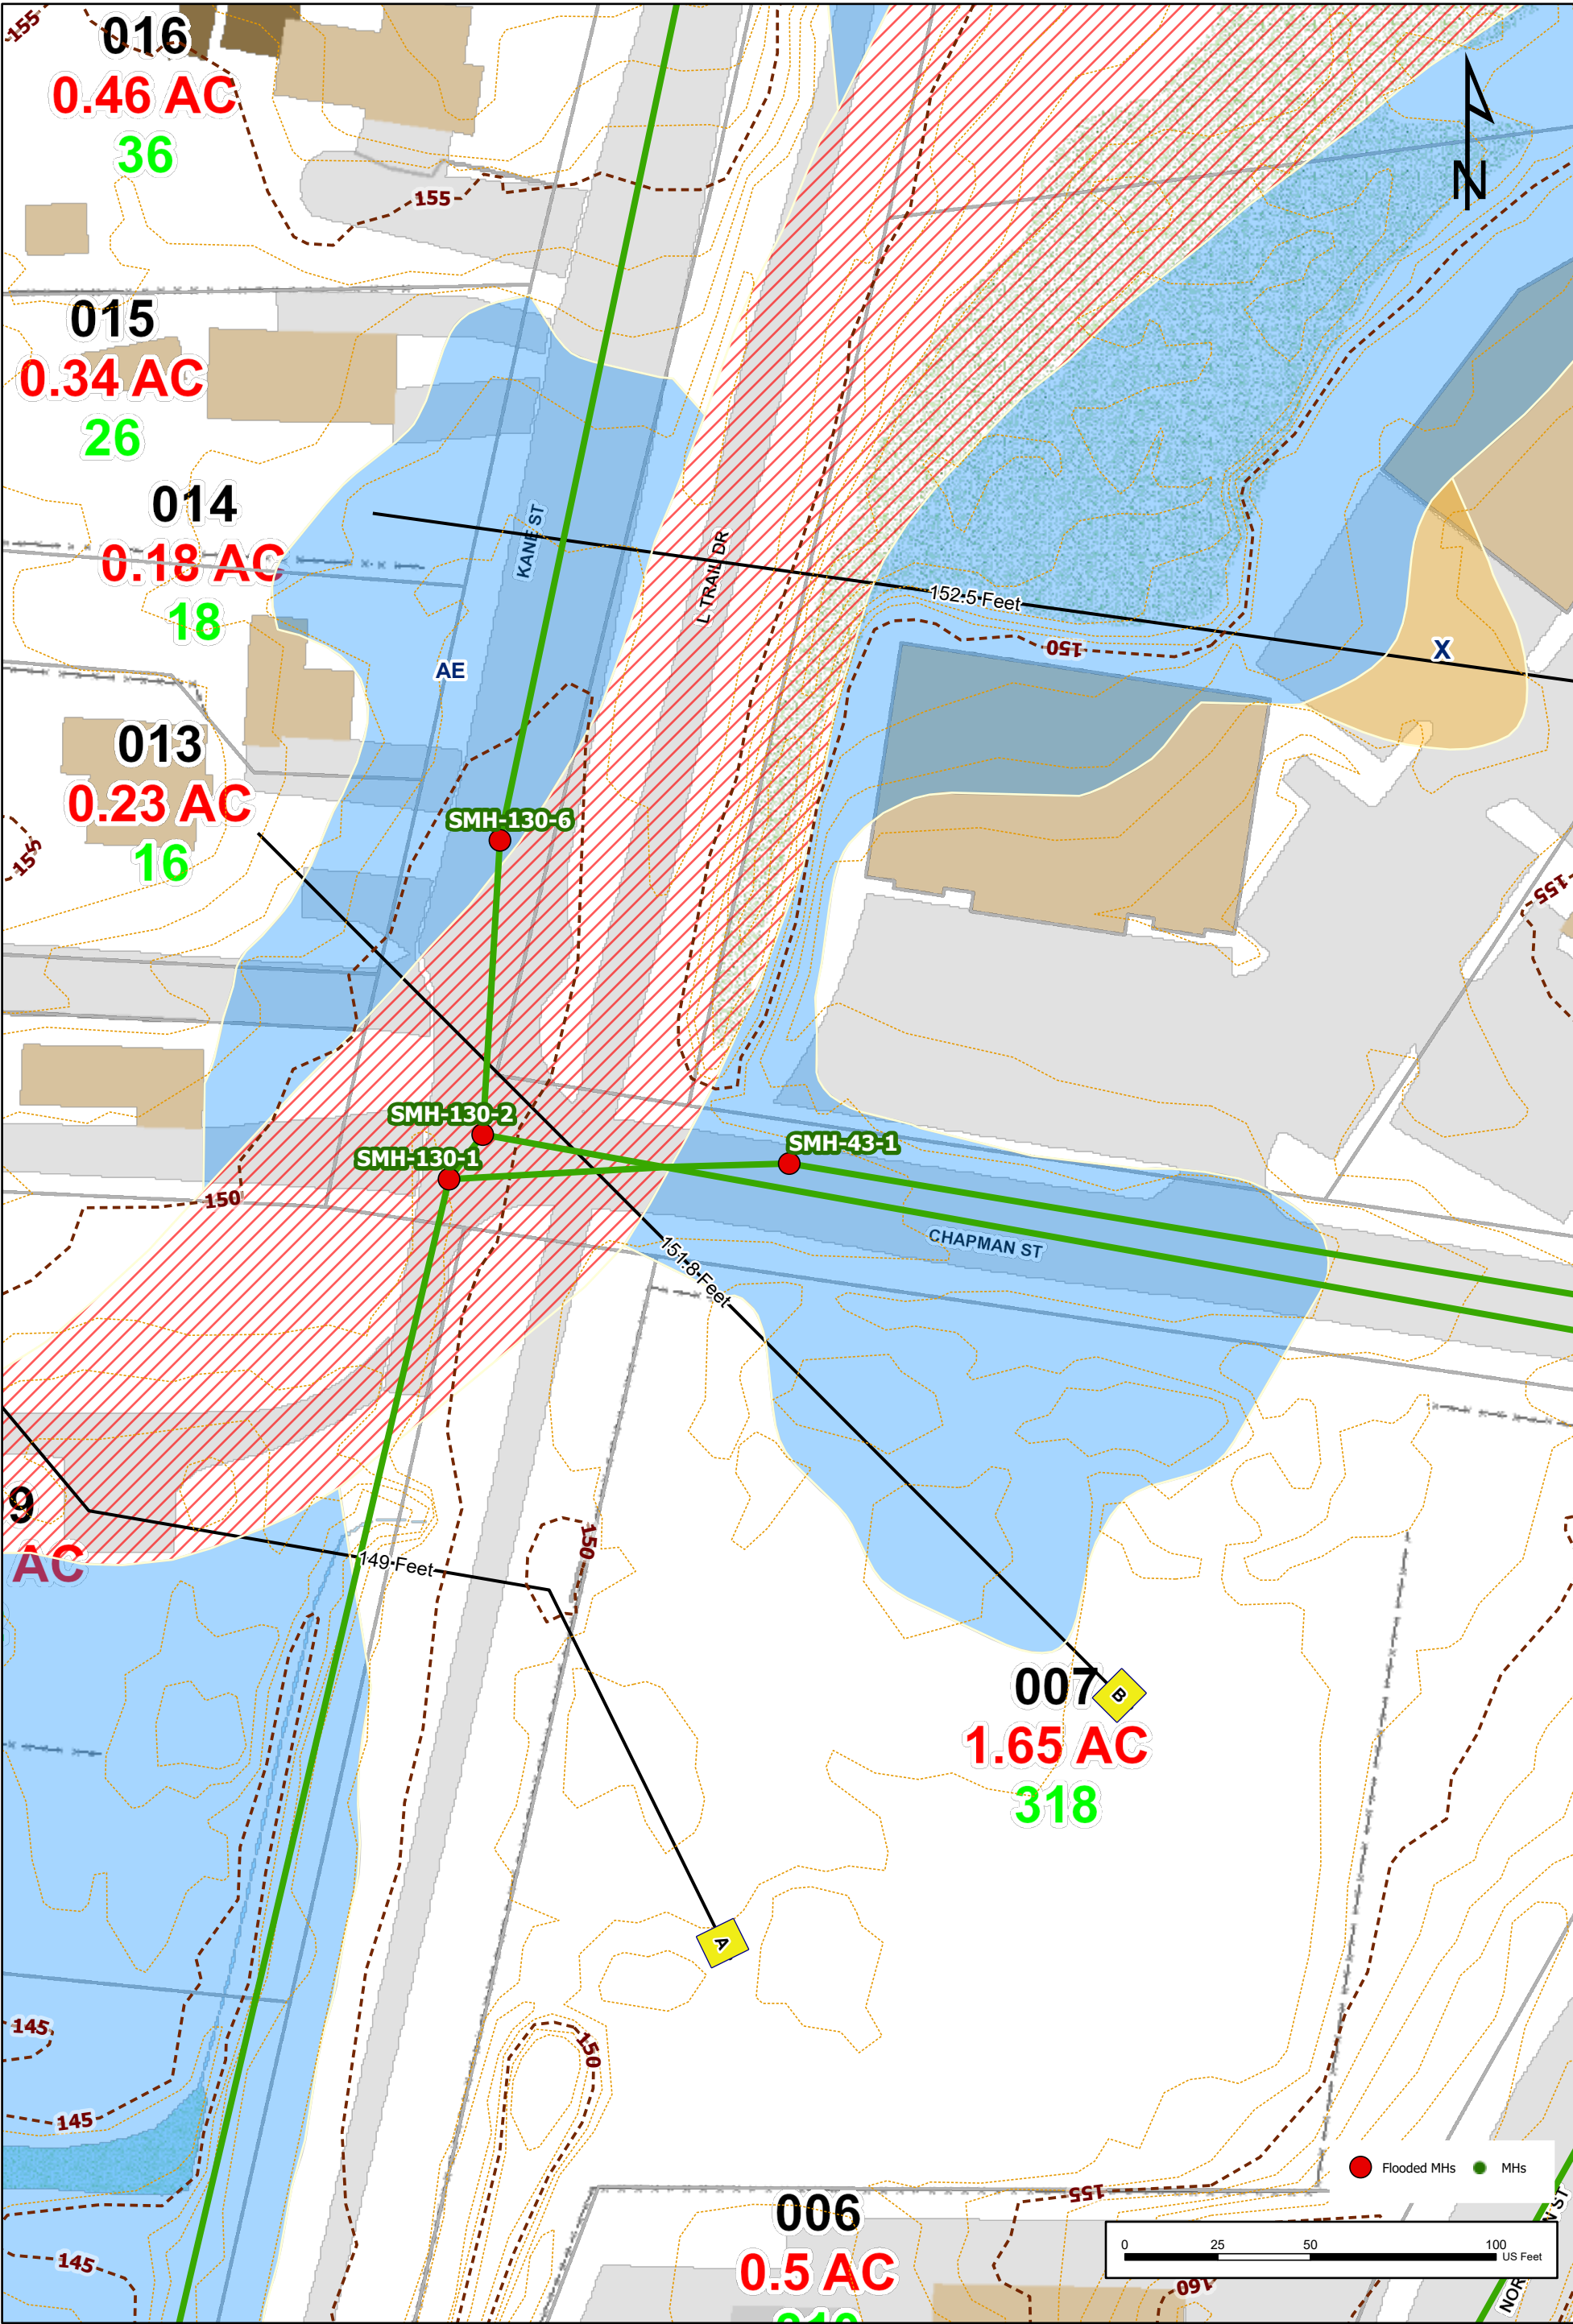 155
016
0.46 AC
36
N
155
015
0.34 AC
26
014
0.18 AC
18
KANE ST
L TRAIL DR
152.5 Feet
150
X
AE
013
0.23 AC
16
155
SMH-130-6
155
SMH-130-2
SMH-130-1
SMH-43-1
150
CHAPMAN ST
151.8 Feet
9
AC
149 Feet
150
007
1.65 AC
318
B
A
145
150
145
145
155
Flooded MHs
MHs
006
0.5 AC
0 25 50 100
US Feet
160